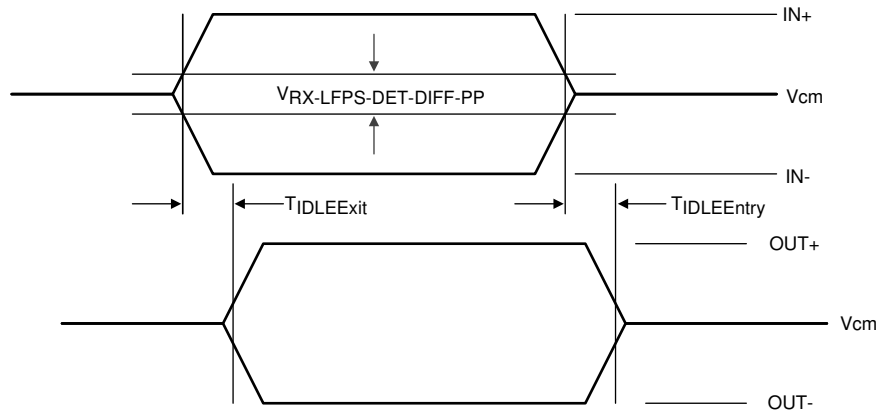 IN+
VRX-LFPS-DET-DIFF-PP
Vcm
IN-
TIDLEExit
TIDLEEntry
OUT+
Vcm
OUT-